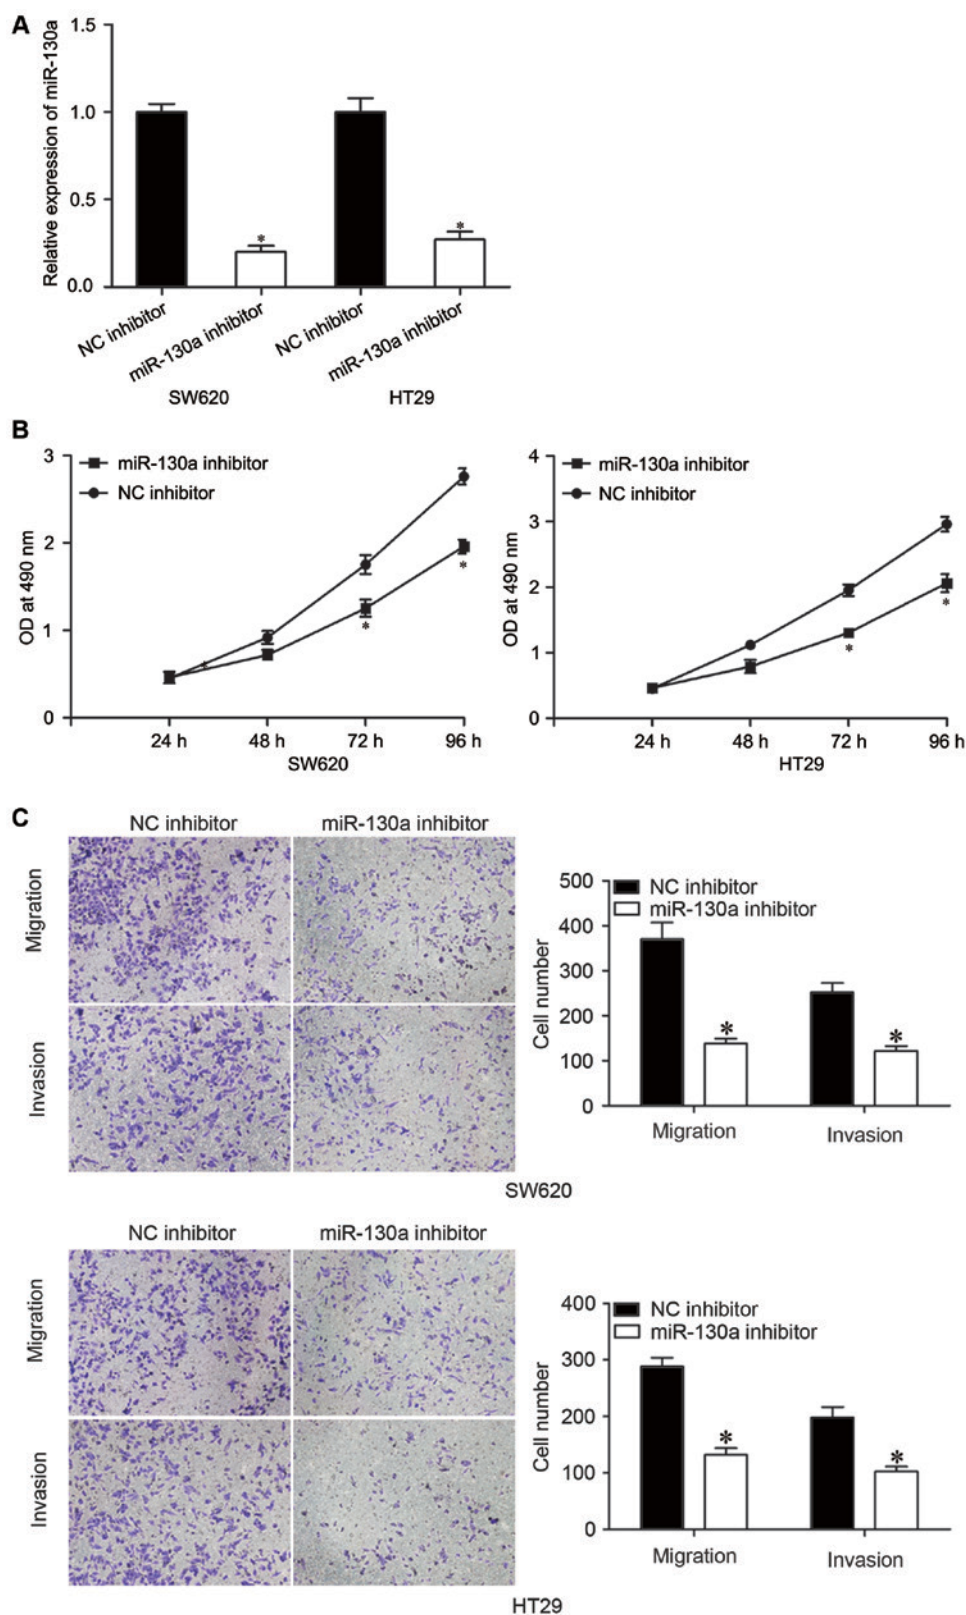 A
Relative expression of miR-130a
1.5
1.0
0.5
0.0
*
*
NC inhibitor
miR-130a inhibitor
NC inhibitor
miR-130a inhibitor
SW620
HT29
B
OD at 490 nm
3
2
1
0
miR-130a inhibitor
NC inhibitor
*
*
*
24 h
48 h
72 h
96 h
SW620
OD at 490 nm
4
3
2
1
0
miR-130a inhibitor
NC inhibitor
*
*
24 h
48 h
72 h
96 h
HT29
C
NC inhibitor
miR-130a inhibitor
Migration
Invasion
Cell number
500
400
300
200
100
0
NC inhibitor
miR-130a inhibitor
*
*
Migration
Invasion
SW620
NC inhibitor
miR-130a inhibitor
Migration
Invasion
Cell number
400
300
200
100
0
NC inhibitor
miR-130a inhibitor
*
*
Migration
Invasion
HT29